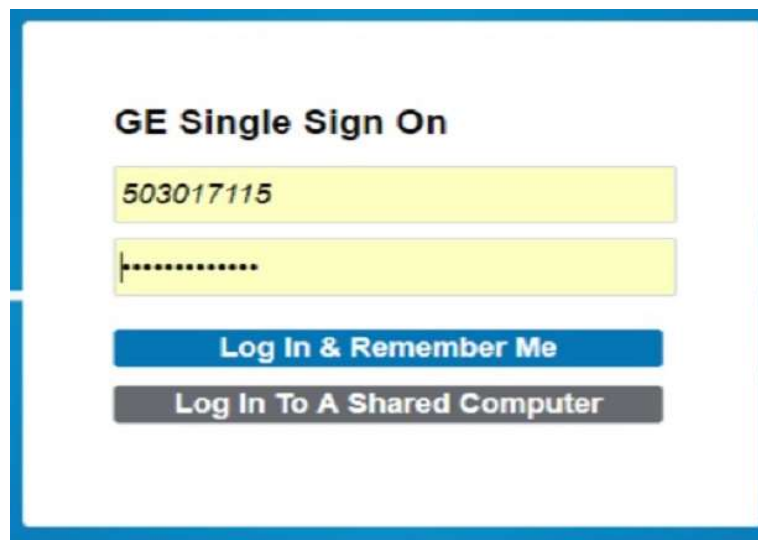 GE Single Sign On
503017115
•••••••••••••
Log In & Remember Me
Log In To A Shared Computer